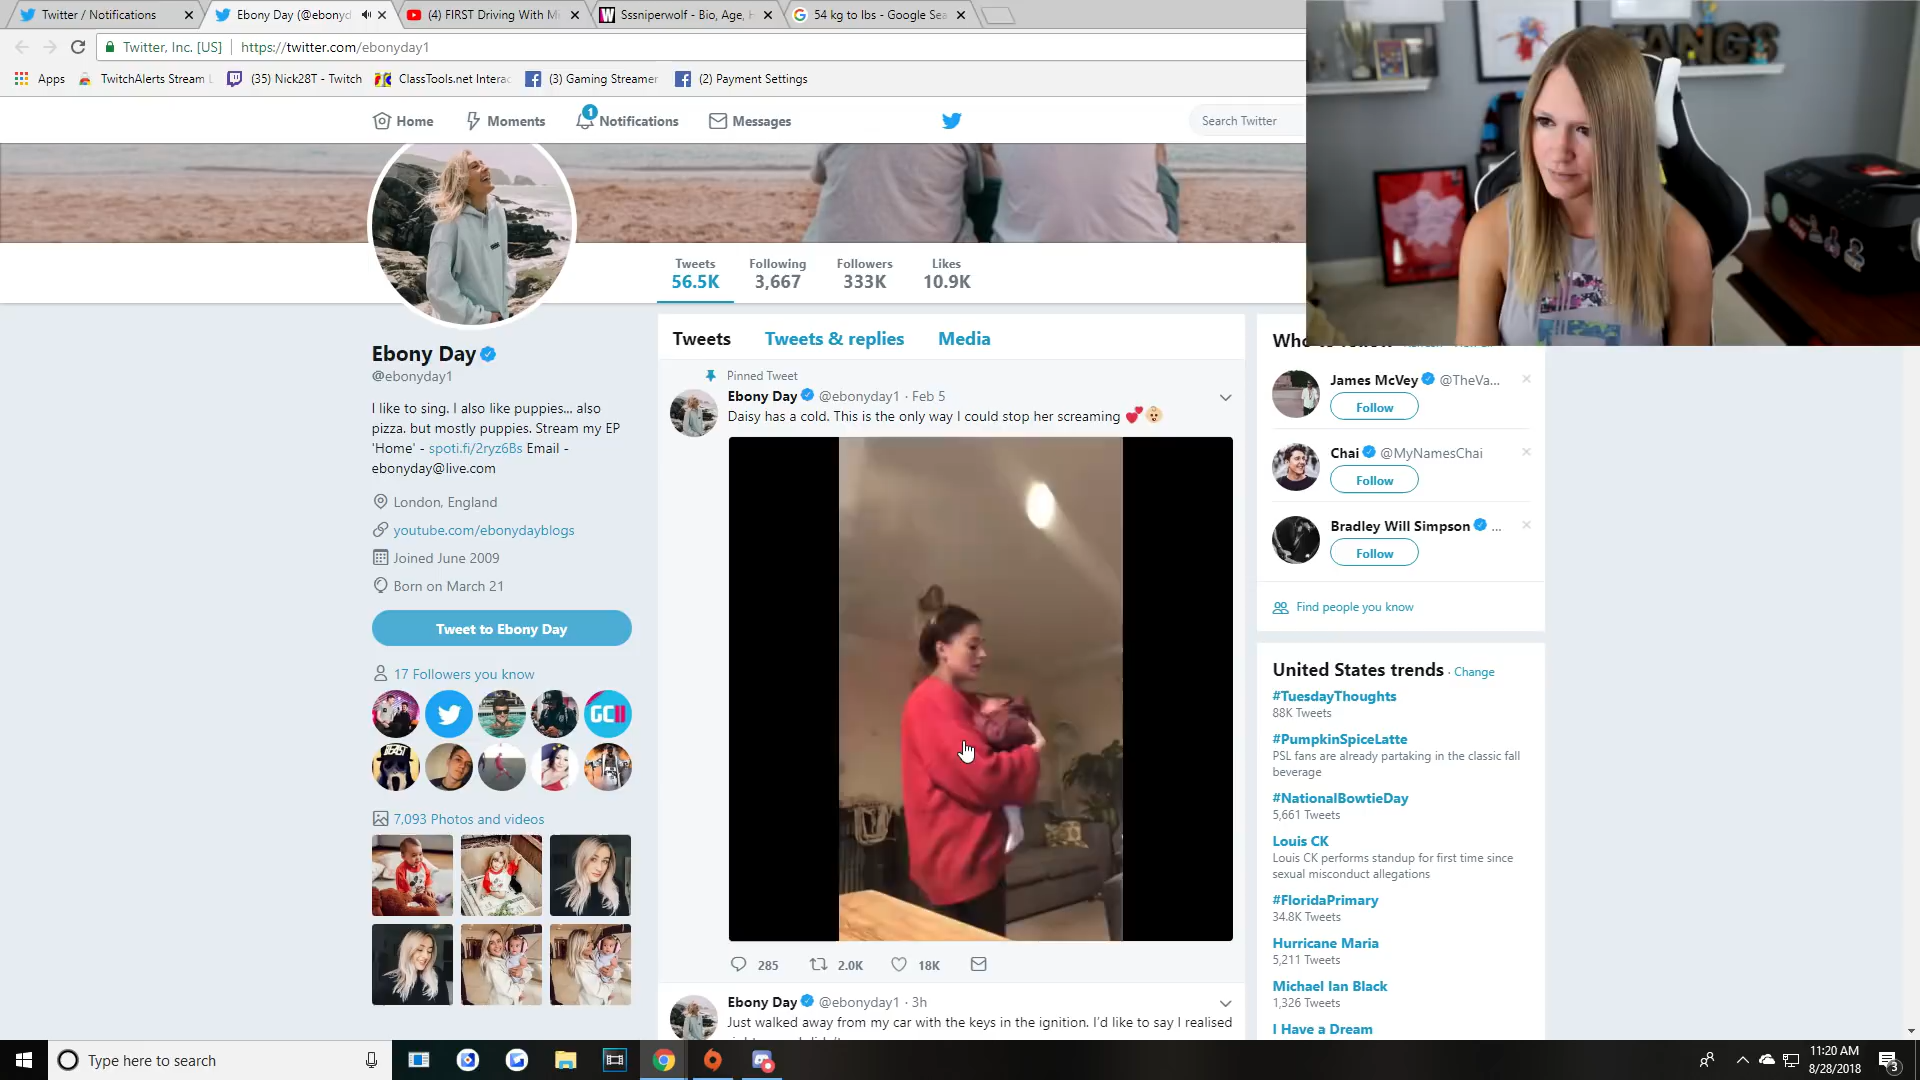 Twitter / Notifications
Ebony Day (@ebonyd
(4) FIRST Driving With M
Sssniperwolf - Bio, Age,
54 kg to lbs - Google Sea
Twitter, Inc. [US]
https://twitter.com/ebonyday1
Apps
TwitchAlerts Stream L
(35) Nick28T - Twitch
ClassTools.net Interac
(3) Gaming Streamer
(2) Payment Settings
Home
Moments
1
Notifications
Messages
Search Twitter
ANGS
Tweets
56.5K
Following
3,667
Followers
333K
Likes
10.9K
Ebony Day
@ebonyday1
I like to sing. I also like puppies... also
pizza. but mostly puppies. Stream my EP
'Home' - spoti.fi/2ryz6Bs Email -
ebonyday@live.com
London, England
youtube.com/ebonydayblogs
Joined June 2009
Born on March 21
Tweet to Ebony Day
17 Followers you know
GC
7,093 Photos and videos
Tweets
Tweets & replies
Media
Pinned Tweet
Ebony Day @ebonyday1 · Feb 5
Daisy has a cold. This is the only way I could stop her screaming
285
2.0K
18K
Ebony Day @ebonyday1 · 3h
Just walked away from my car with the keys in the ignition. I'd like to say I realised
Who
James McVey @TheVa...
Follow
Chai @MyNamesChai
Follow
Bradley Will Simpson ...
Follow
Find people you know
United States trends · Change
#TuesdayThoughts
88K Tweets
#PumpkinSpiceLatte
PSL fans are already partaking in the classic fall
beverage
#NationalBowtieDay
5,661 Tweets
Louis CK
Louis CK performs standup for first time since
sexual misconduct allegations
#FloridaPrimary
34.8K Tweets
Hurricane Maria
5,211 Tweets
Michael Ian Black
1,326 Tweets
I Have a Dream
Type here to search
11:20 AM
8/28/2018
3